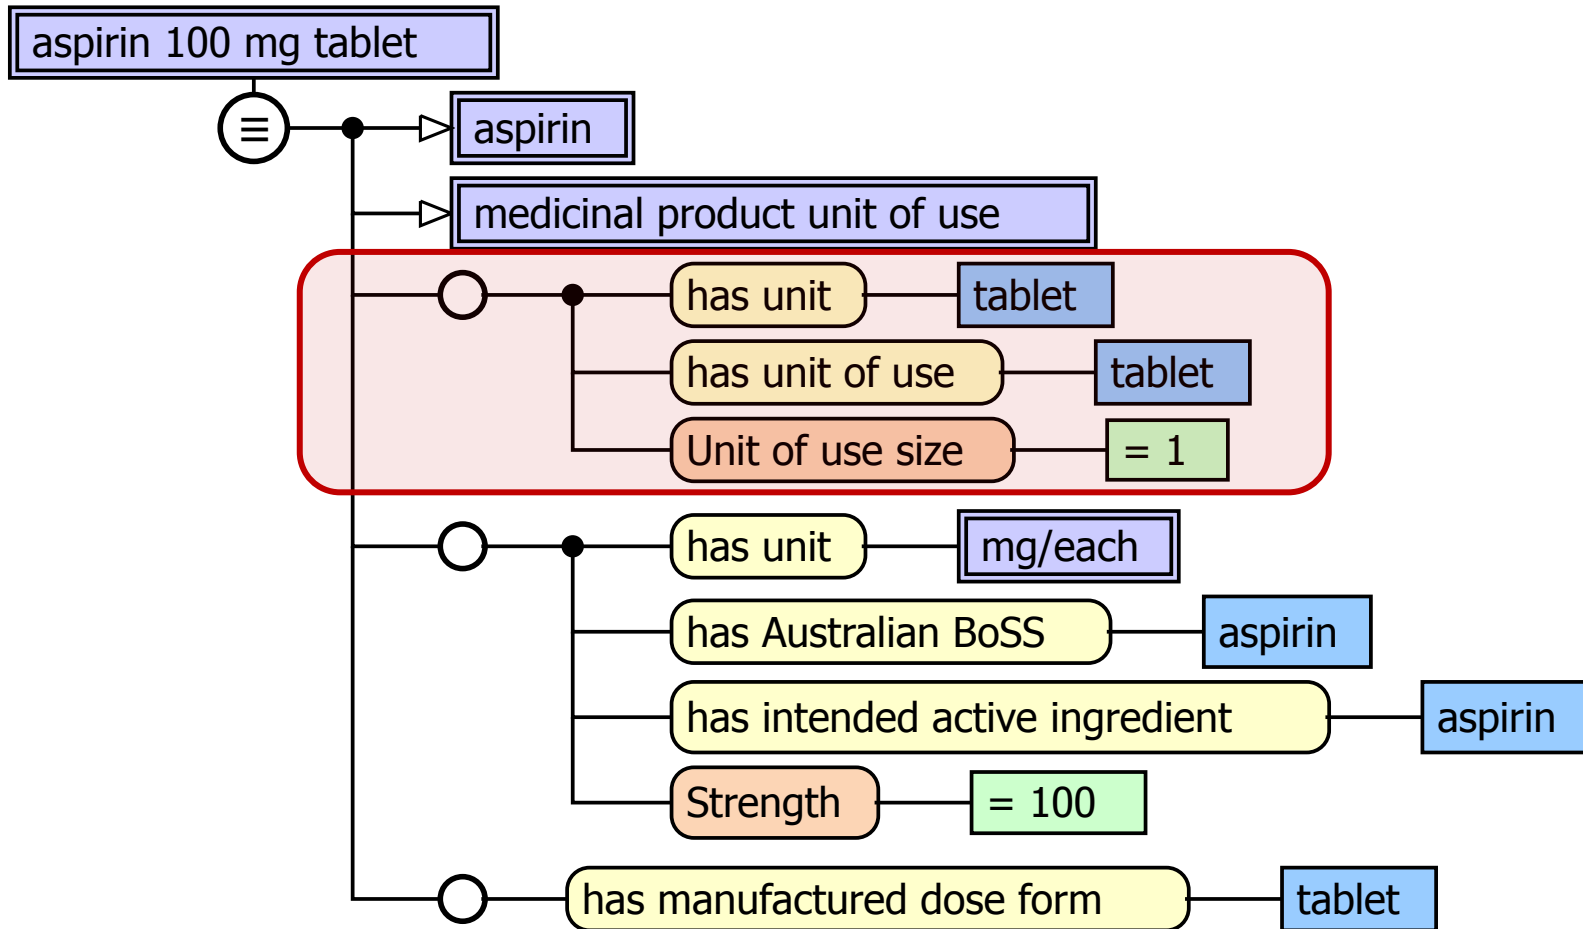 aspirin 100 mg tablet
≡
aspirin
medicinal product unit of use
has unit
tablet
has unit of use
tablet
Unit of use size
= 1
has unit
mg/each
has Australian BoSS
aspirin
has intended active ingredient
aspirin
Strength
= 100
has manufactured dose form
tablet